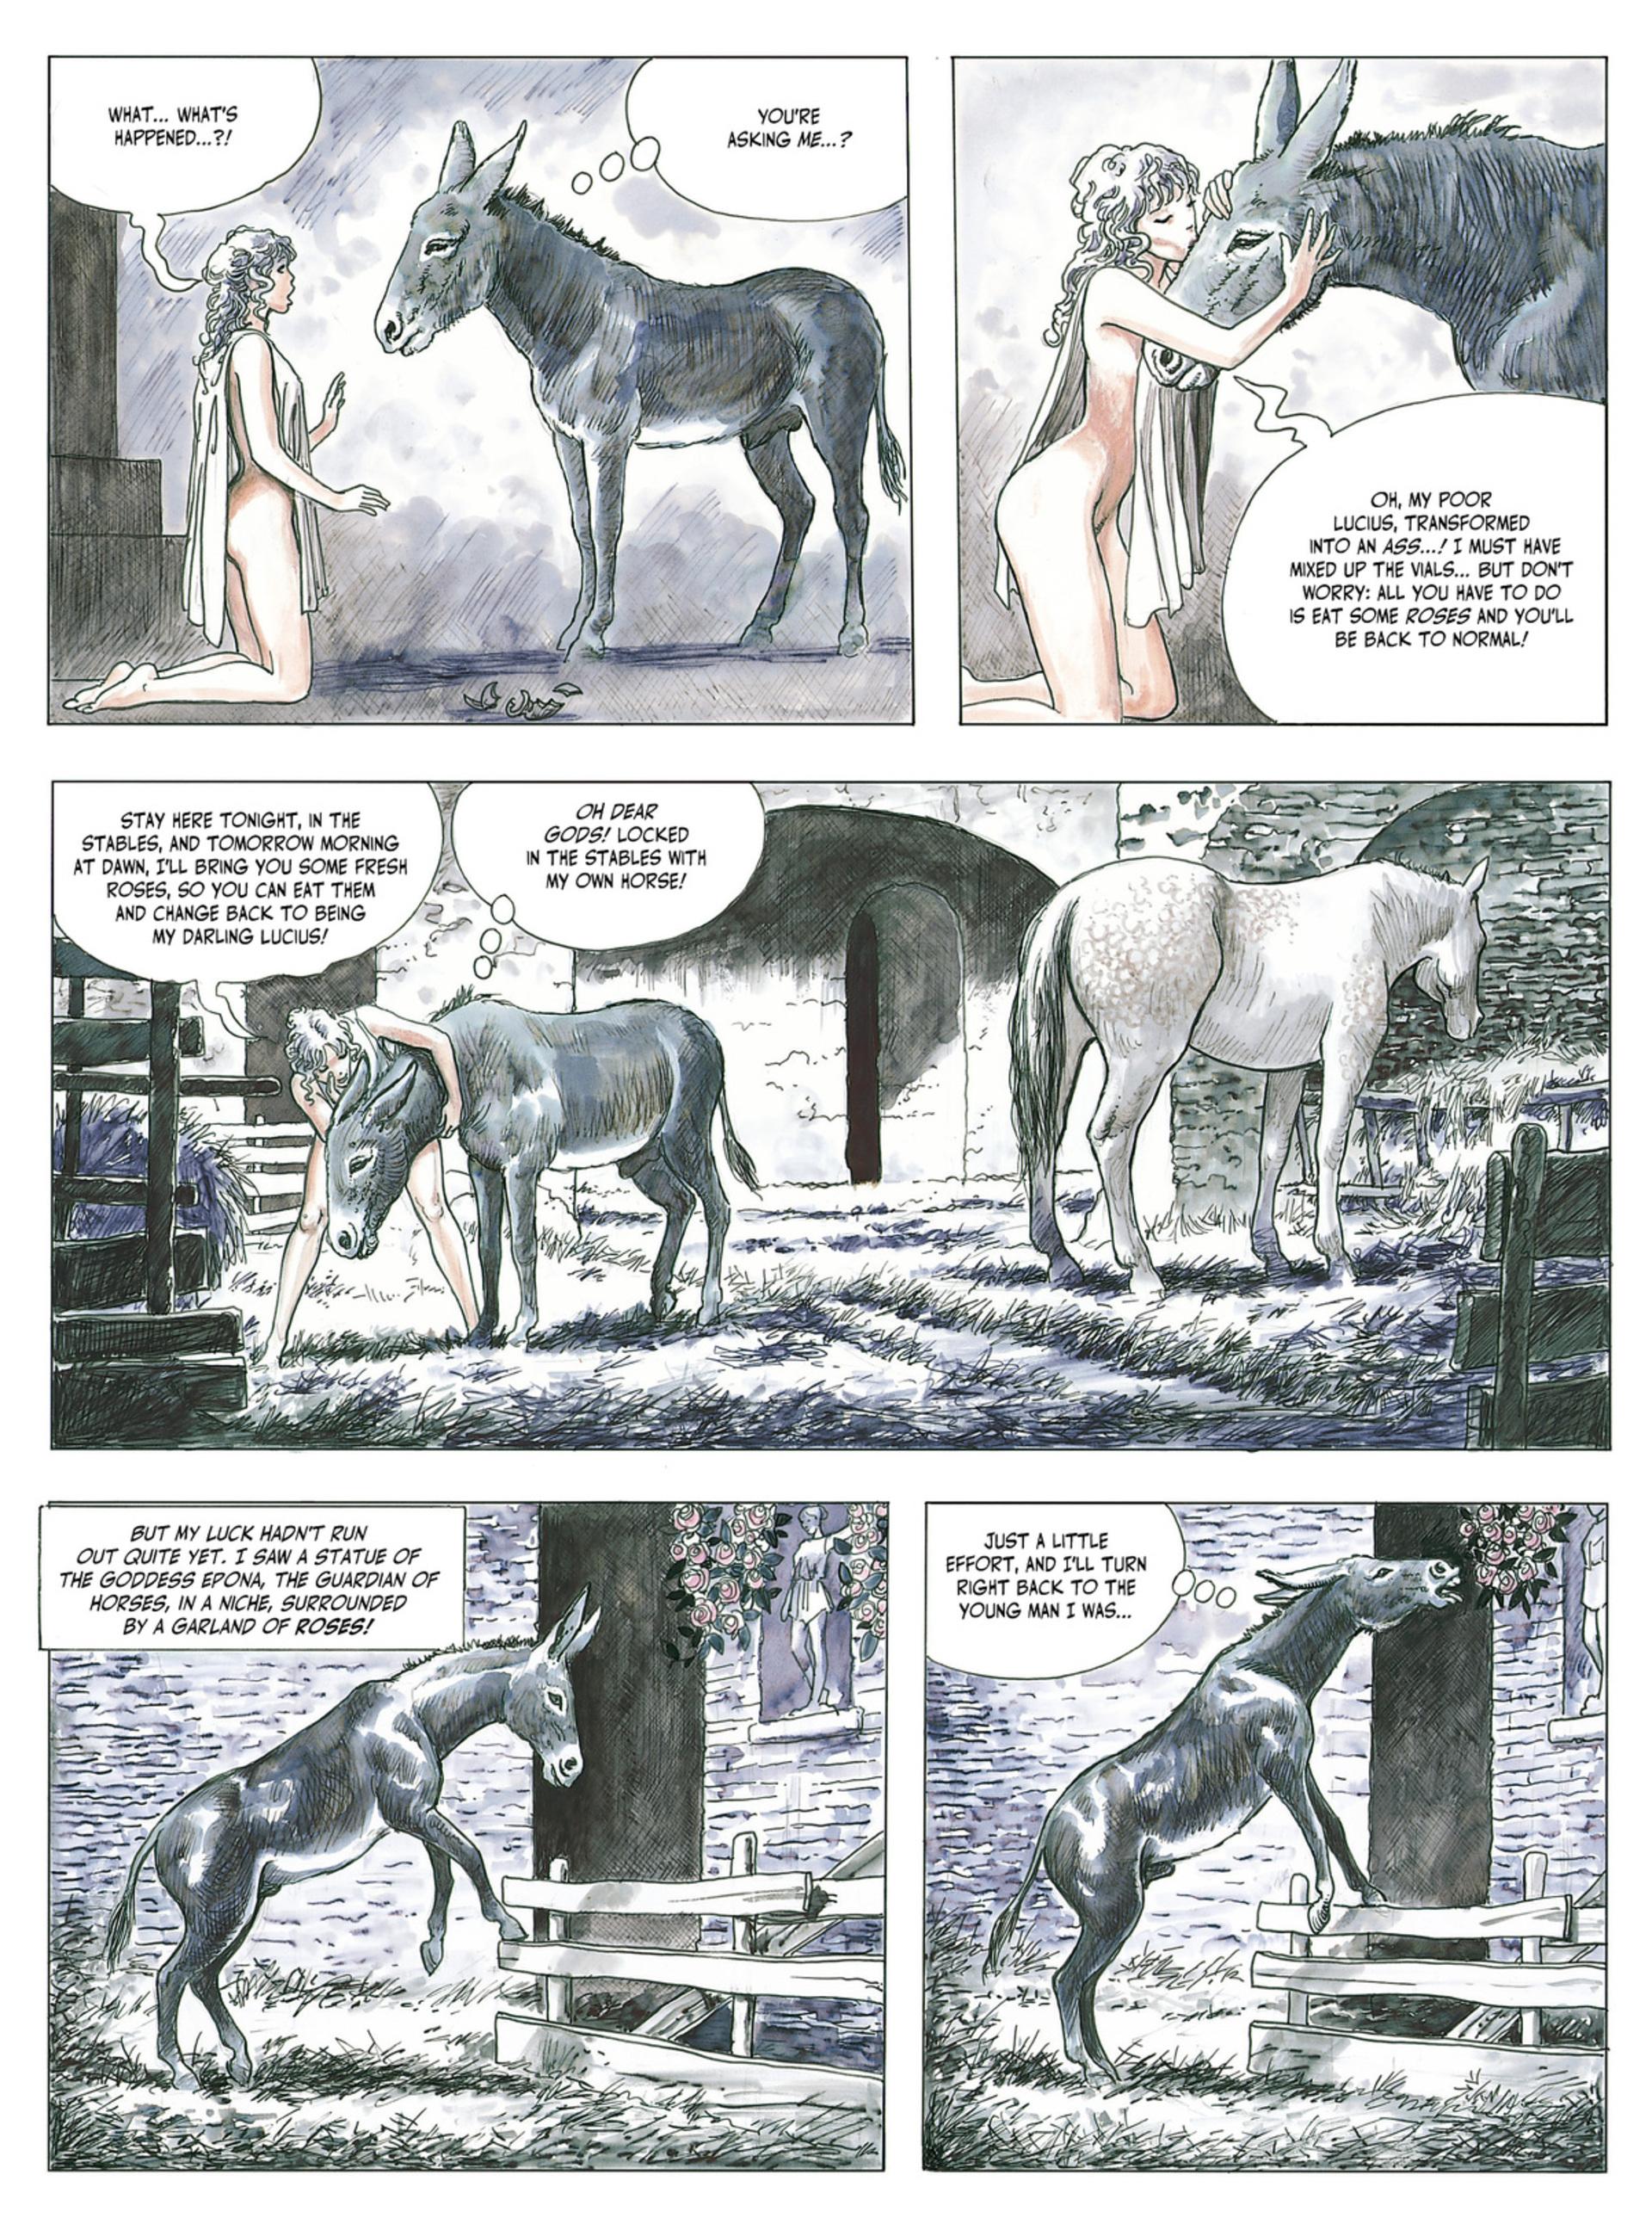 WHAT... WHAT'S
HAPPENED...?!
YOU'RE
ASKING ME...?
OH, MY POOR
LUCIUS, TRANSFORMED
INTO AN ASS...! I MUST HAVE
MIXED UP THE VIALS... BUT DON'T
WORRY: ALL YOU HAVE TO DO
IS EAT SOME ROSES AND YOU'LL
BE BACK TO NORMAL!
STAY HERE TONIGHT, IN THE
STABLES, AND TOMORROW MORNING
AT DAWN, I'LL BRING YOU SOME FRESH
ROSES, SO YOU CAN EAT THEM
AND CHANGE BACK TO BEING
MY DARLING LUCIUS!
OH DEAR
GODS! LOCKED
IN THE STABLES WITH
MY OWN HORSE!
BUT MY LUCK HADN'T RUN
OUT QUITE YET. I SAW A STATUE OF
THE GODDESS EPONA, THE GUARDIAN OF
HORSES, IN A NICHE, SURROUNDED
BY A GARLAND OF ROSES!
JUST A LITTLE
EFFORT, AND I'LL TURN
RIGHT BACK TO THE
YOUNG MAN I WAS...